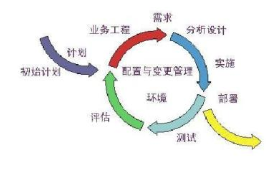 需求
业务工程
分析设计
计划
实施
初始计划
配置与变更管理
环境
部署
评估
测试